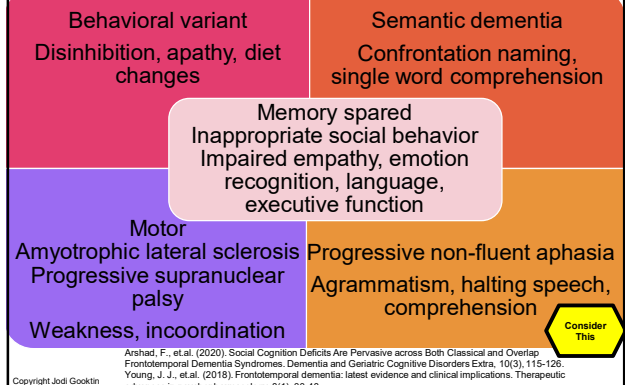 Behavioral variant
Disinhibition, apathy, diet
changes
Semantic dementia
Confrontation naming,
single word comprehension
Memory spared
Inappropriate social behavior
Impaired empathy, emotion
recognition, language,
executive function
Motor
Amyotrophic lateral sclerosis
Progressive supranuclear
palsy
Weakness, incoordination
Progressive non-fluent aphasia
Agrammatism, halting speech,
comprehension
Consider
This
Arshad, F., et.al. (2020). Social Cognition Deficits Are Pervasive across Both Classical and Overlap
Frontotemporal Dementia Syndromes. Dementia and Geriatric Cognitive Disorders Extra, 10(3), 115-126.
Young, J. J., et.al. (2018). Frontotemporal dementia: latest evidence and clinical implications. Therapeutic
Copyright Jodi Gooktin